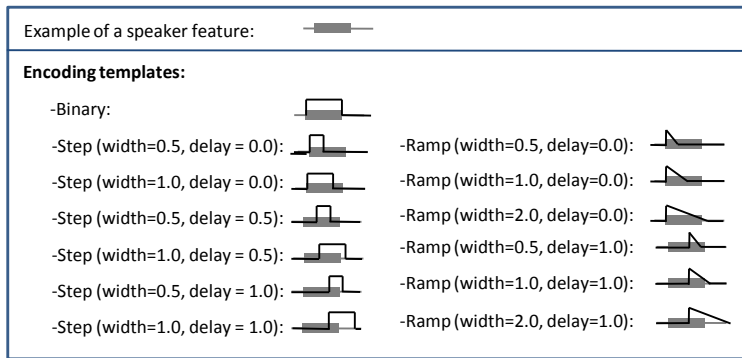 Example of a speaker feature:
Encoding templates:
-Binary:
-Step (width=0.5, delay = 0.0):
-Step (width=1.0, delay = 0.0):
-Step (width=0.5, delay = 0.5):
-Step (width=1.0, delay = 0.5):
-Step (width=0.5, delay = 1.0):
-Step (width=1.0, delay = 1.0):
-Ramp (width=0.5, delay=0.0):
-Ramp (width=1.0, delay=0.0):
-Ramp (width=2.0, delay=0.0):
-Ramp (width=0.5, delay=1.0):
-Ramp (width=1.0, delay=1.0):
-Ramp (width=2.0, delay=1.0):